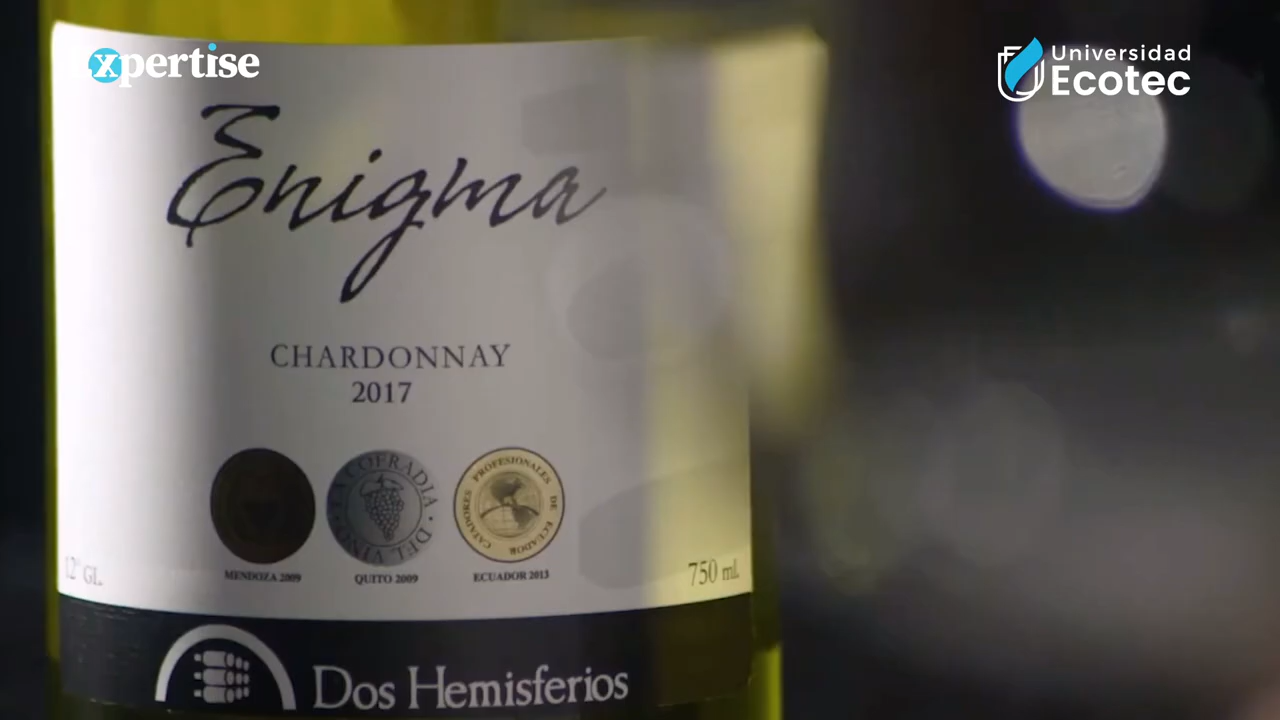 expertise
Universidad
Ecotec
Enigma
CHARDONNAY
2017
LA COFRADIA · DEL VINO ·
CATADORES PROFESIONALES DE ECUADOR
MENDOZA 2009
QUITO 2009
ECUADOR 2013
12° GL.
750 ml.
Dos Hemisferios